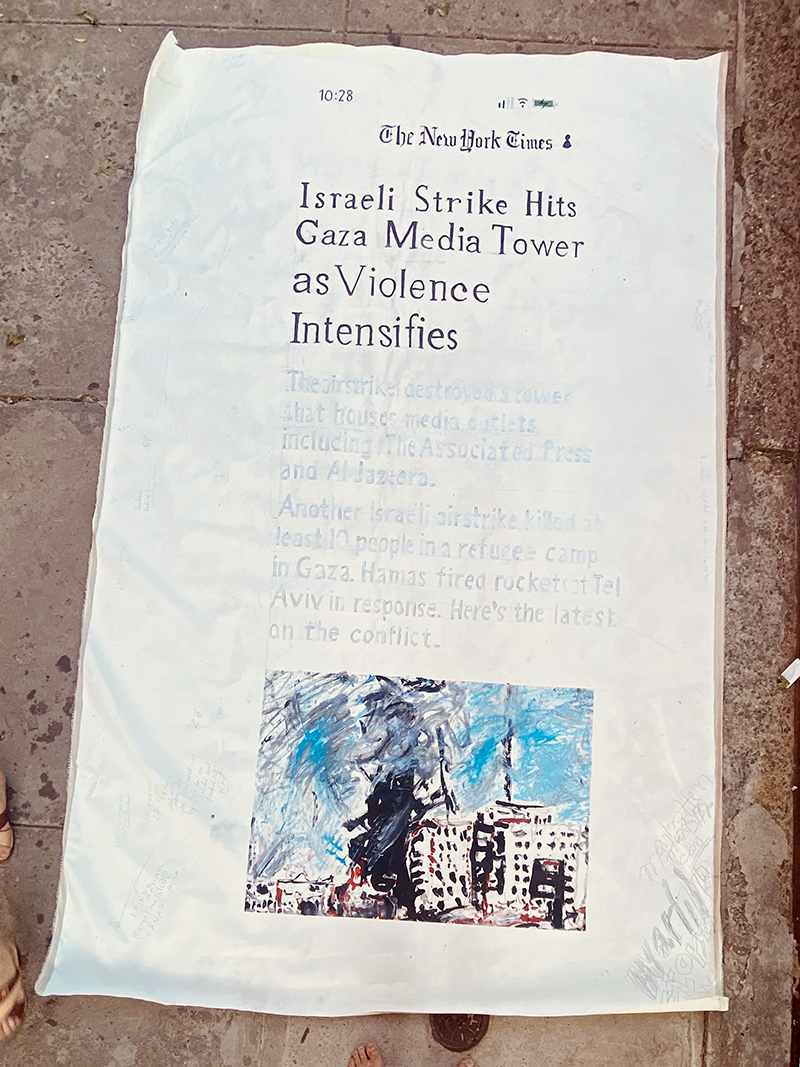 10:28
The New York Times
Israeli Strike Hits
Gaza Media Tower
as Violence
Intensifies
The airstrike destroyed a tower
that houses media outlets
including The Associated Press
and Al Jazeera.
Another Israeli airstrike killed at
least 10 people in a refugee camp
in Gaza. Hamas fired rockets at Tel
Aviv in response. Here's the latest
on the conflict.